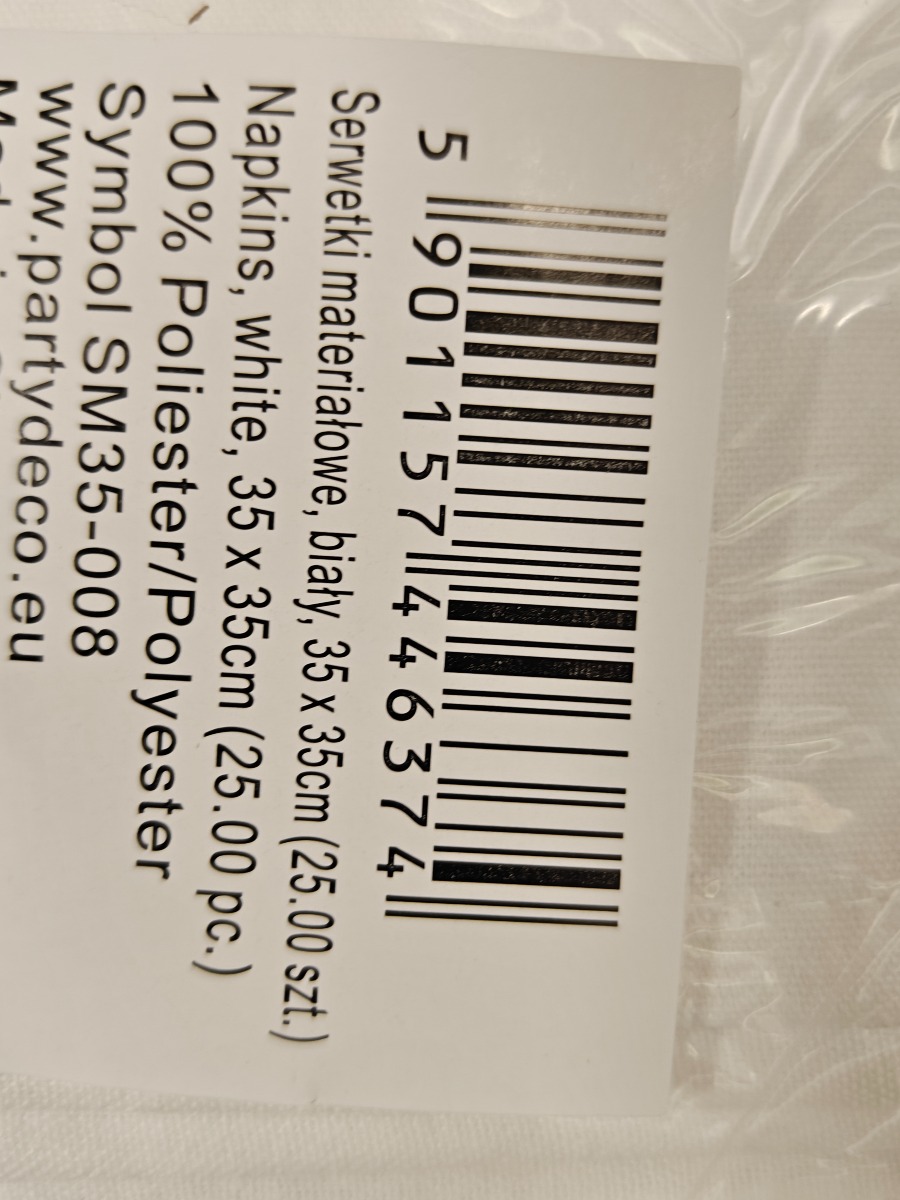 5 901157 446374
Serwetki materiałowe, biały, 35 x 35cm (25.00 szt.)
Napkins, white, 35 x 35cm (25.00 pc.)
100% Poliester/Polyester
Symbol SM35-008
www.partydeco.eu